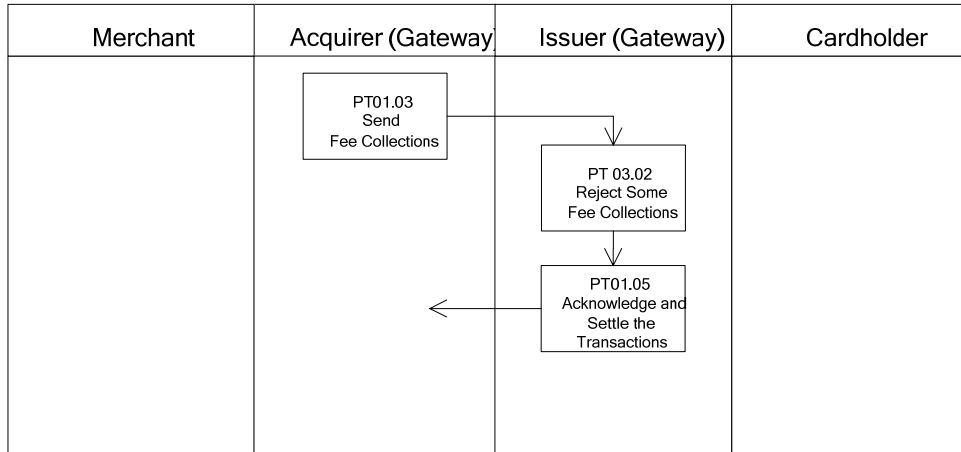 Merchant
Acquirer (Gateway)
Issuer (Gateway)
Cardholder
PT01.03
Send
Fee Collections
PT 03.02
Reject Some
Fee Collections
PT01.05
Acknowledge and
Settle the
Transactions